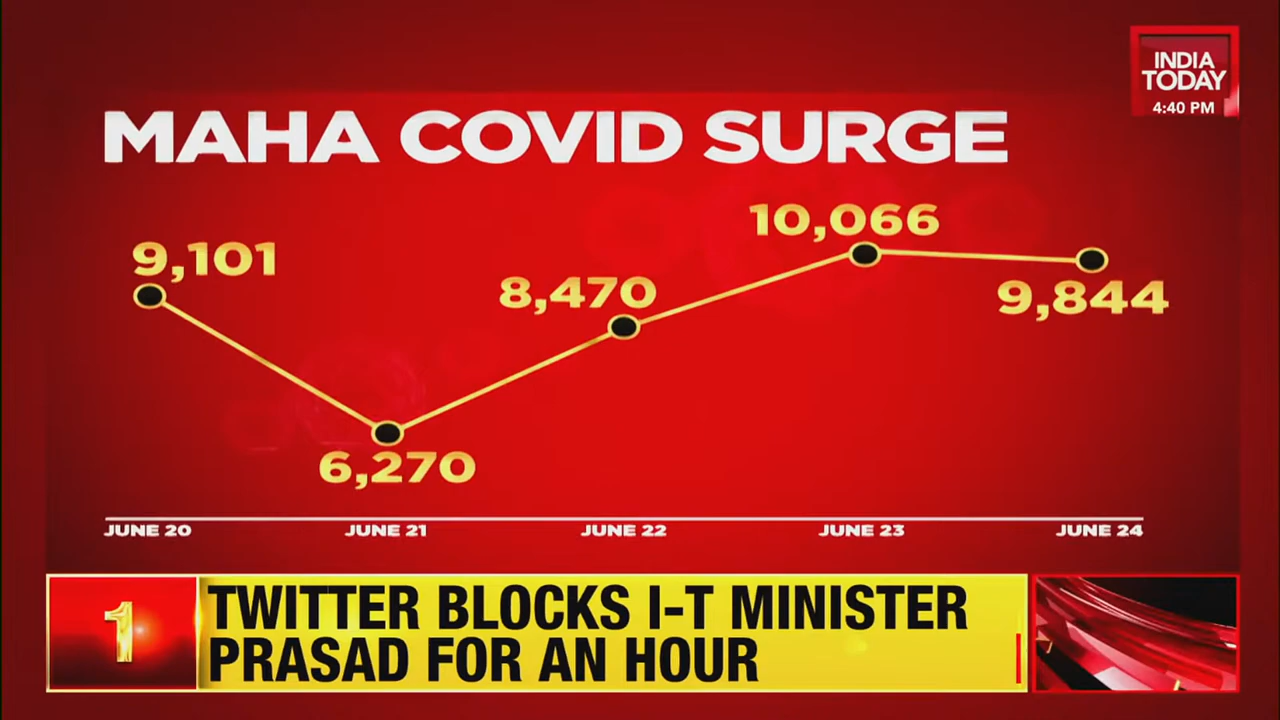 INDIA
TODAY
4:40 PM
MAHA COVID SURGE
9,101
6,270
8,470
10,066
9,844
JUNE 20
JUNE 21
JUNE 22
JUNE 23
JUNE 24
1
TWITTER BLOCKS I-T MINISTER
PRASAD FOR AN HOUR